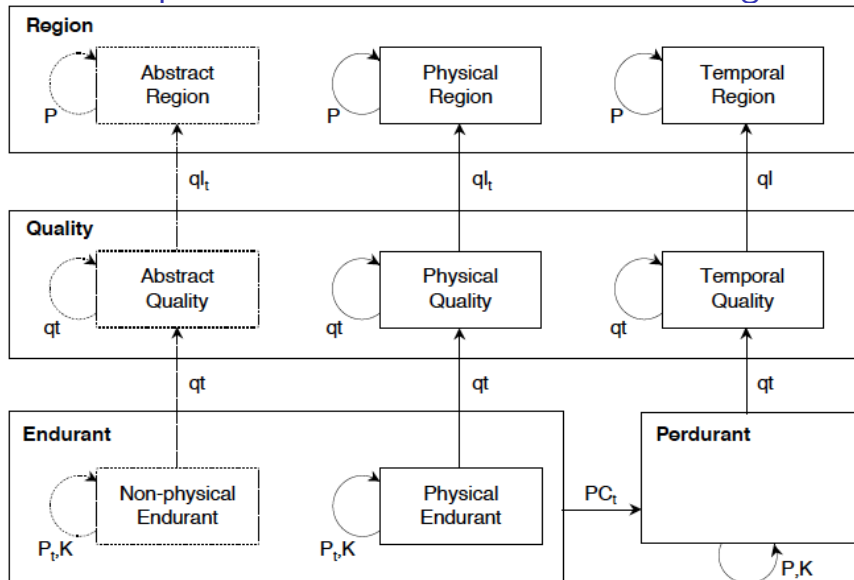 Region
Abstract
Region
Physical
Region
Temporal
Region
P
P
P
qlt
qlt
ql
Quality
Abstract
Quality
Physical
Quality
Temporal
Quality
qt
qt
qt
qt
qt
qt
Endurant
Perdurant
Non-physical
Endurant
Physical
Endurant
PCt
Pt,K
Pt,K
P,K